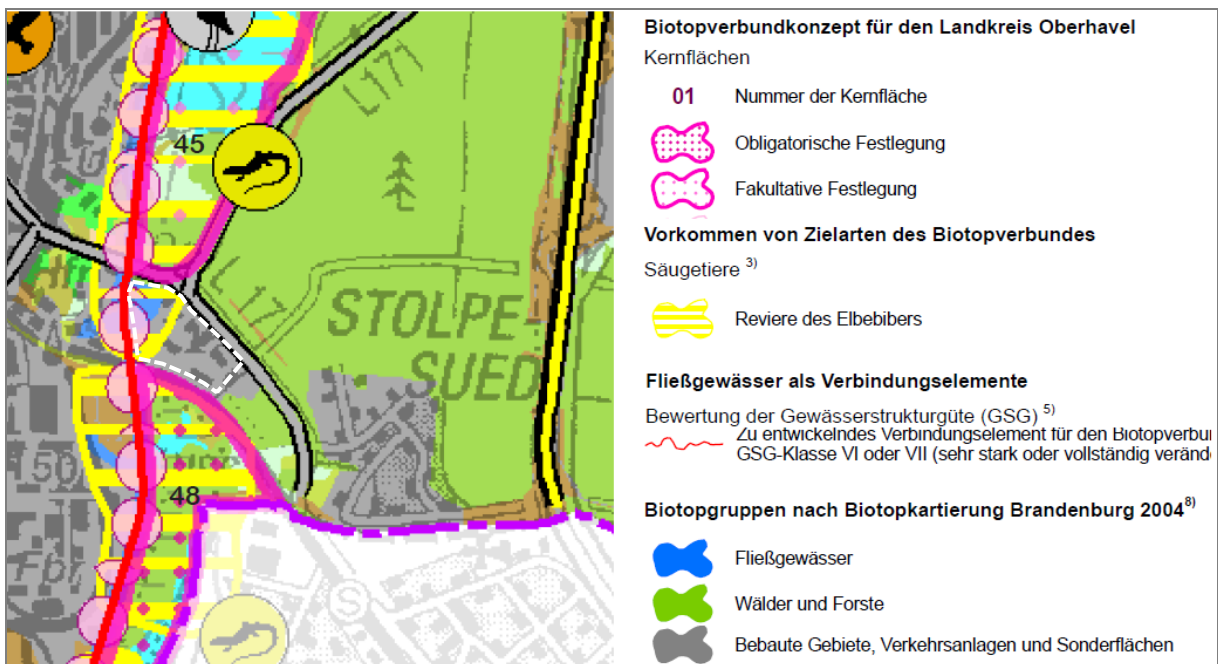 45
L171
L17
STOLPE-
SUED
50
48
Fbf
S
Biotopverbundkonzept für den Landkreis Oberhavel
Kernflächen
01 Nummer der Kernfläche
Obligatorische Festlegung
Fakultative Festlegung
Vorkommen von Zielarten des Biotopverbundes
Säugetiere 3)
Reviere des Elbebibers
Fließgewässer als Verbindungselemente
Bewertung der Gewässerstrukturgüte (GSG) 5)
Zu entwickelndes Verbindungselement für den Biotopverbu
GSG-Klasse VI oder VII (sehr stark oder vollständig veränd
Biotopgruppen nach Biotopkartierung Brandenburg 2004 8)
Fließgewässer
Wälder und Forste
Bebaute Gebiete, Verkehrsanlagen und Sonderflächen